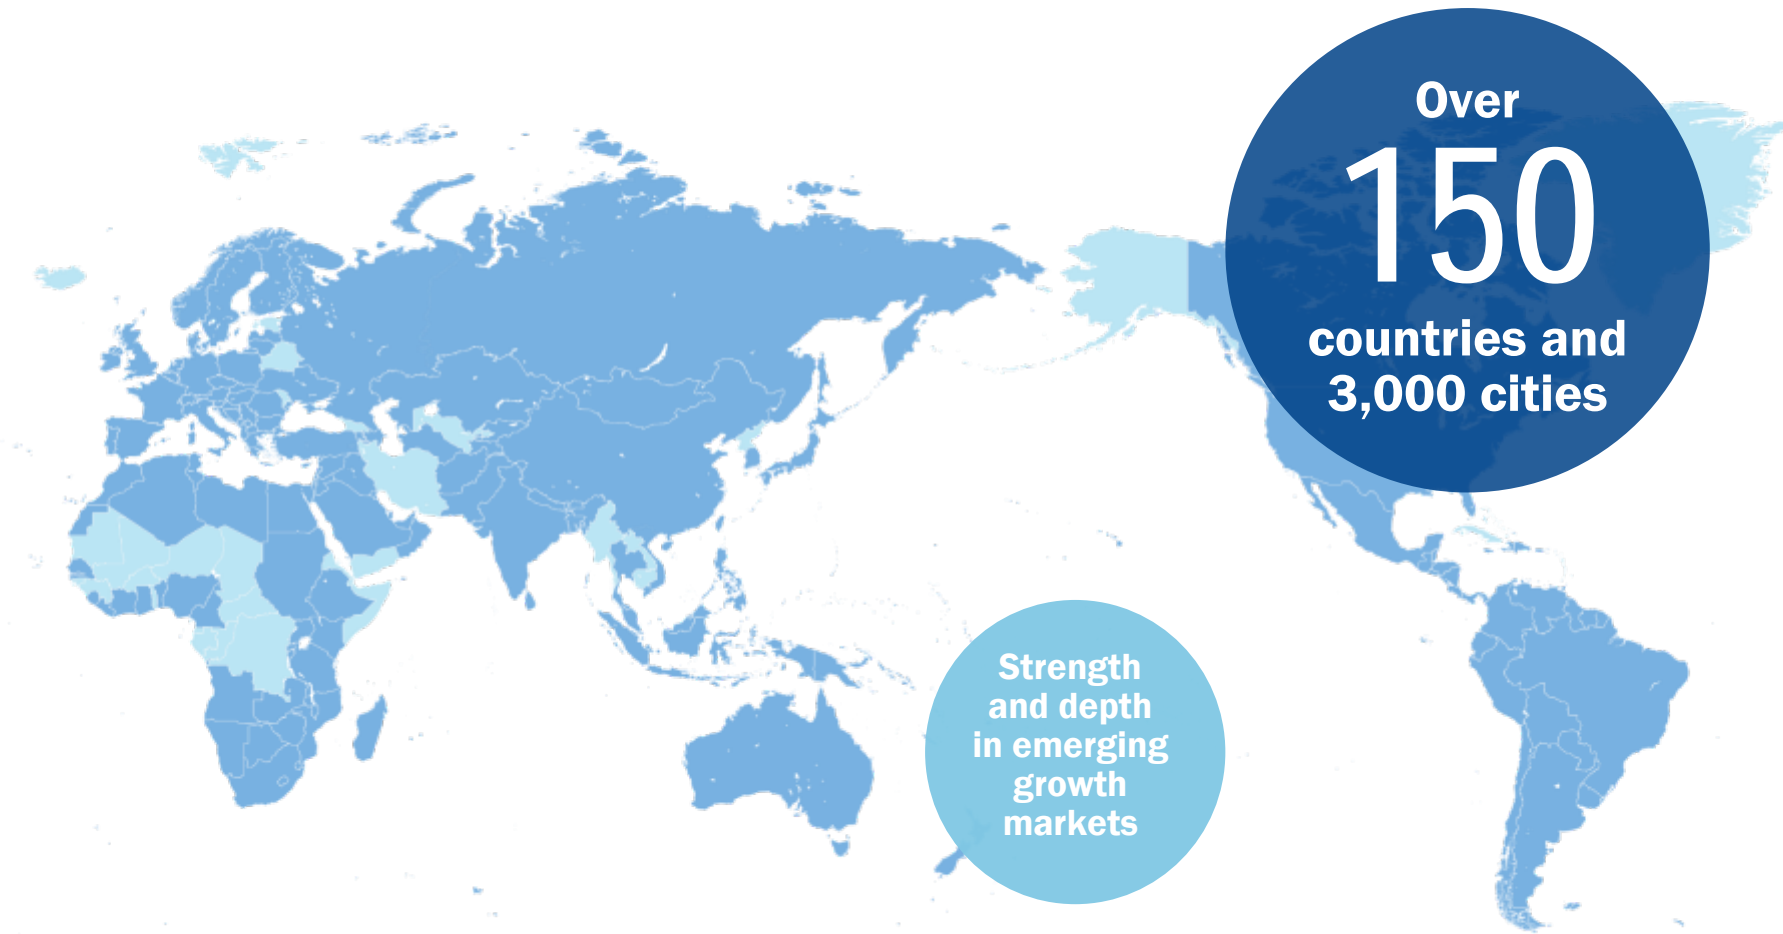 Over
150
countries and
3,000 cities
Strength
and depth
in emerging
growth
markets